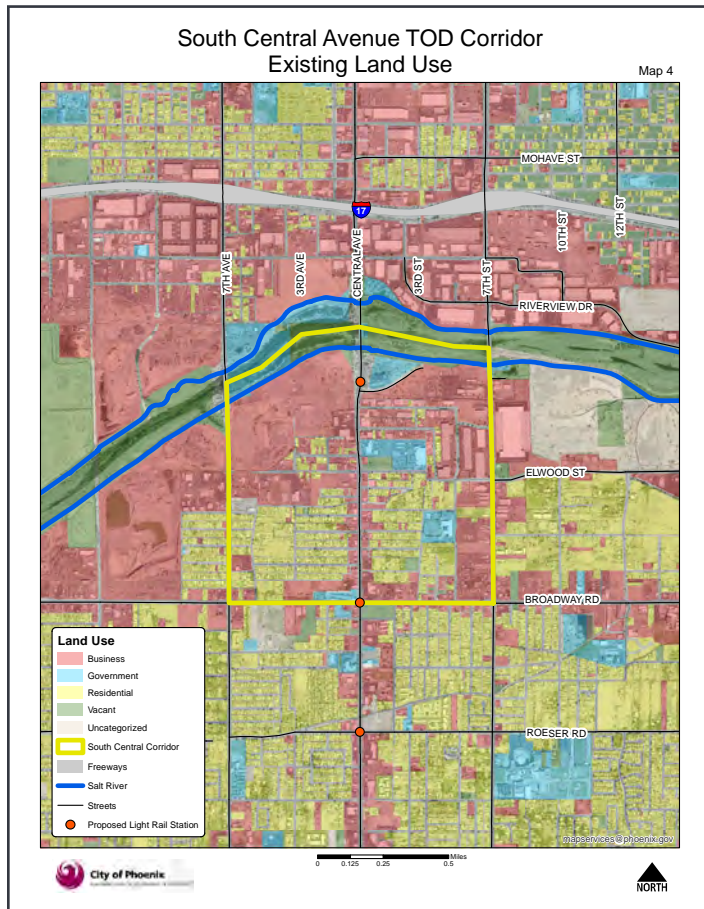 South Central Avenue TOD Corridor
Existing Land Use
Map 4
MOHAVE ST
17
7TH AVE
3RD AVE
CENTRAL AVE
3RD ST
7TH ST
10TH ST
12TH ST
RIVERVIEW DR
ELWOOD ST
BROADWAY RD
ROESER RD
Land Use
Business
Government
Residential
Vacant
Uncategorized
South Central Corridor
Freeways
Salt River
Streets
Proposed Light Rail Station
mapservices@phoenix.gov
City of Phoenix
Miles
0 0.125 0.25 0.5
NORTH